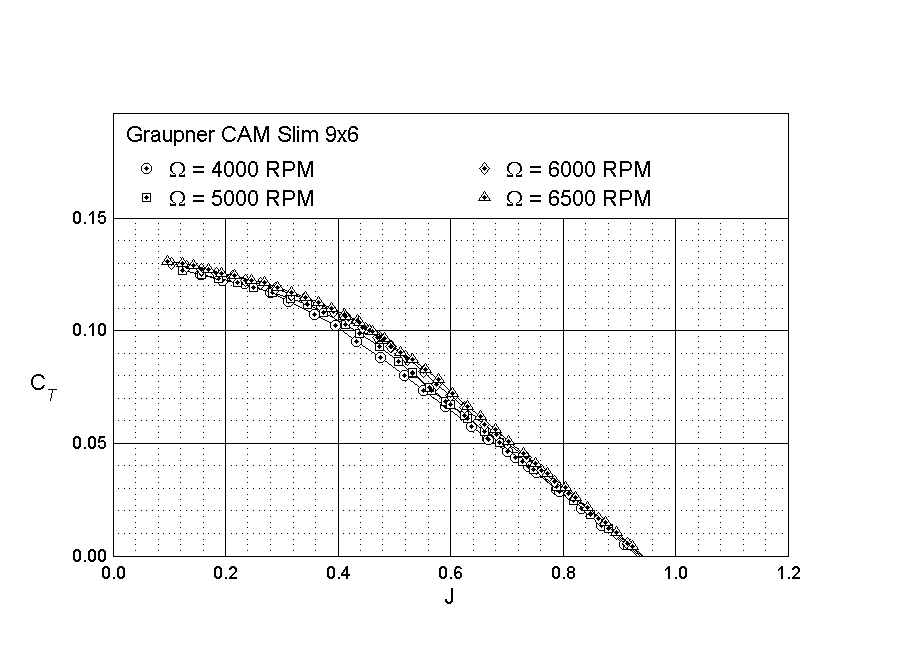 Graupner CAM Slim 9x6
Ω = 4000 RPM
Ω = 6000 RPM
Ω = 5000 RPM
Ω = 6500 RPM
0.15
0.10
C_T
0.05
0.00
0.0 0.2 0.4 0.6 0.8 1.0 1.2
J